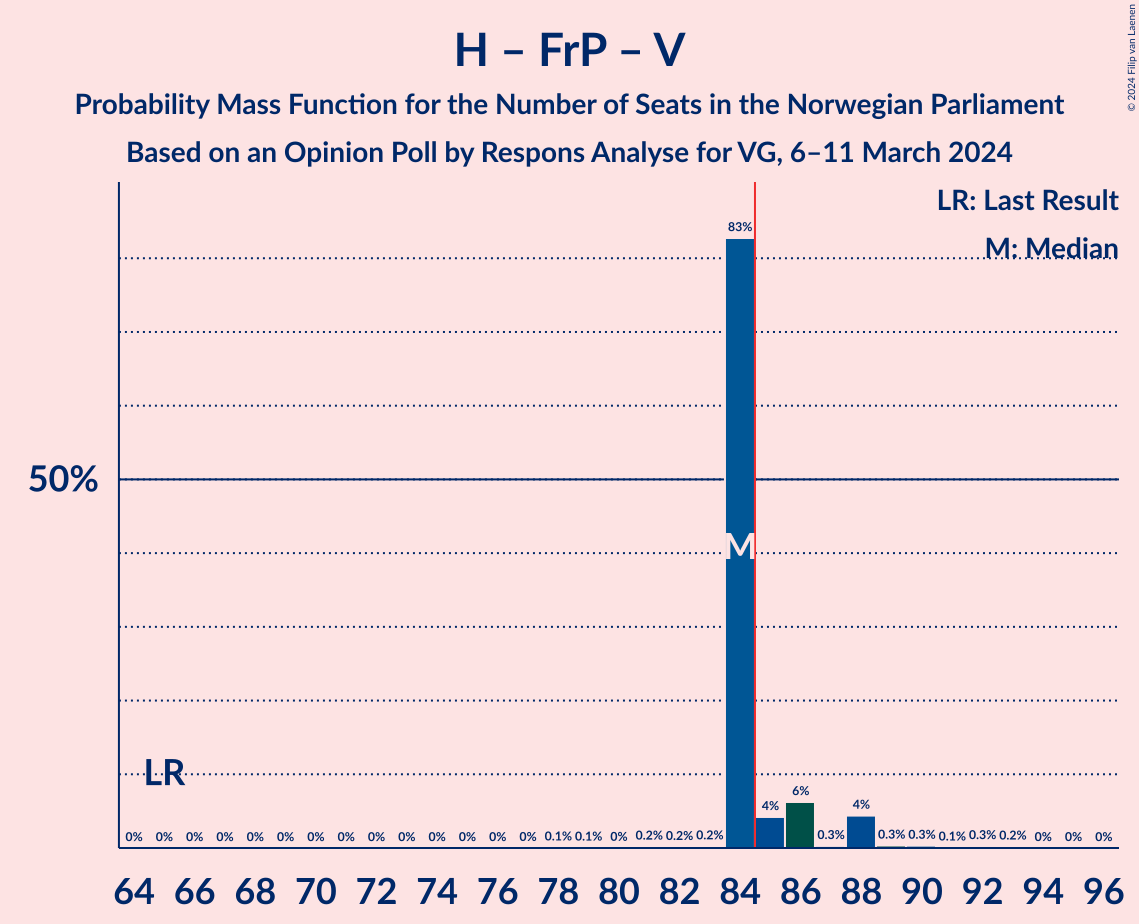 H – FrP – V
Probability Mass Function for the Number of Seats in the Norwegian Parliament
Based on an Opinion Poll by Respons Analyse for VG, 6–11 March 2024
© 2024 Filip van Laenen
LR: Last Result
M: Median
50%
83%
M
LR
0% 0% 0% 0% 0% 0% 0% 0% 0% 0% 0% 0% 0% 0% 0.1% 0.1% 0% 0.2% 0.2% 0.2% 4% 6% 0.3% 4% 0.3% 0.3% 0.1% 0.3% 0.2% 0% 0% 0%
64 66 68 70 72 74 76 78 80 82 84 86 88 90 92 94 96